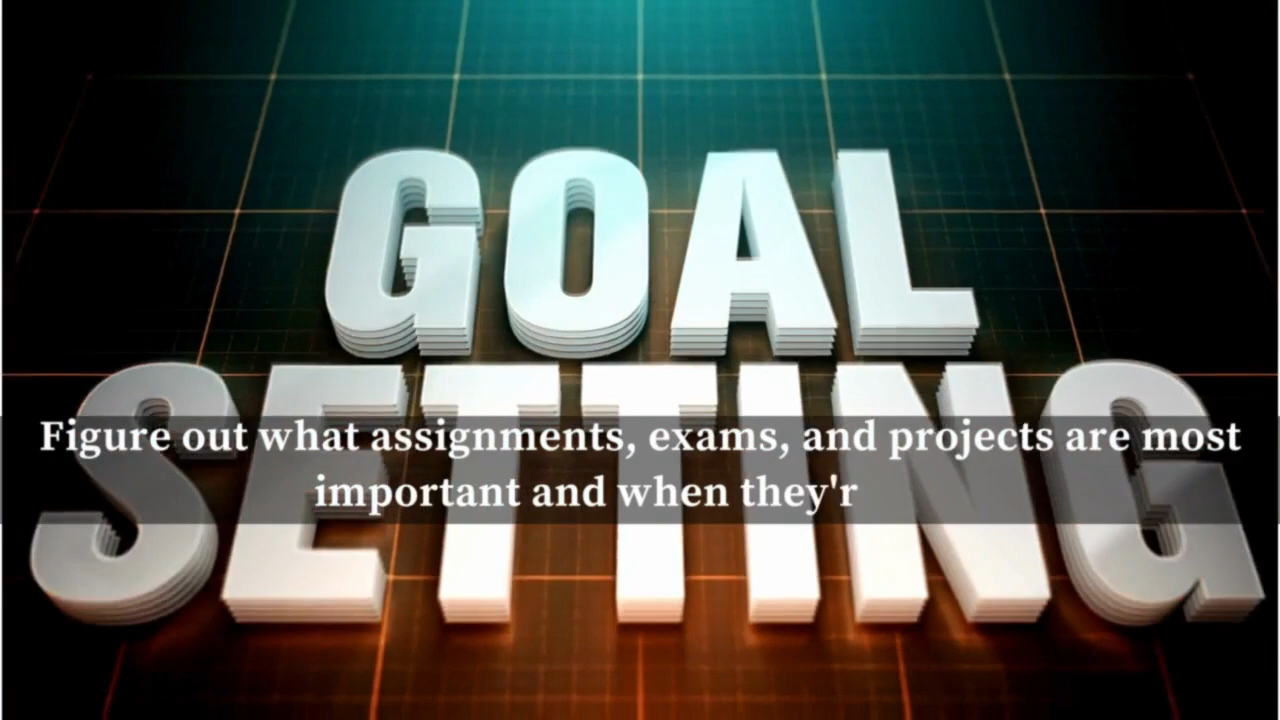 GOAL
SETTING
Figure out what assignments, exams, and projects are most
important and when they'r